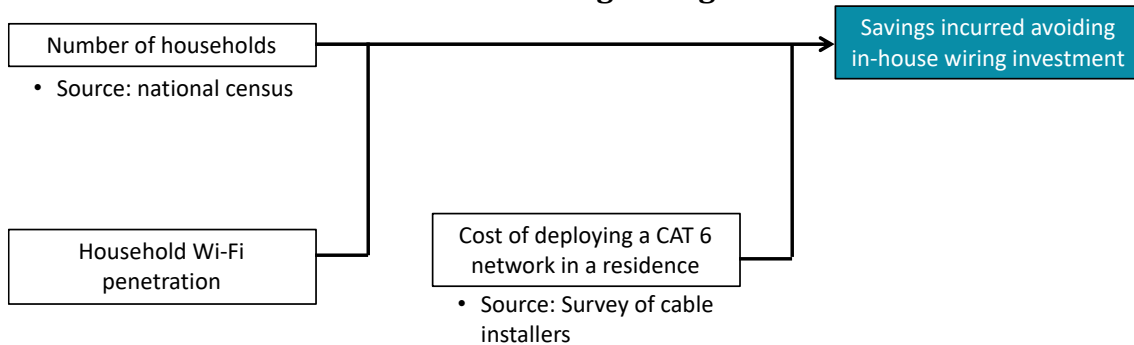 Number of households
• Source: national census
Savings incurred avoiding
in-house wiring investment
Household Wi-Fi
penetration
Cost of deploying a CAT 6
network in a residence
• Source: Survey of cable
installers